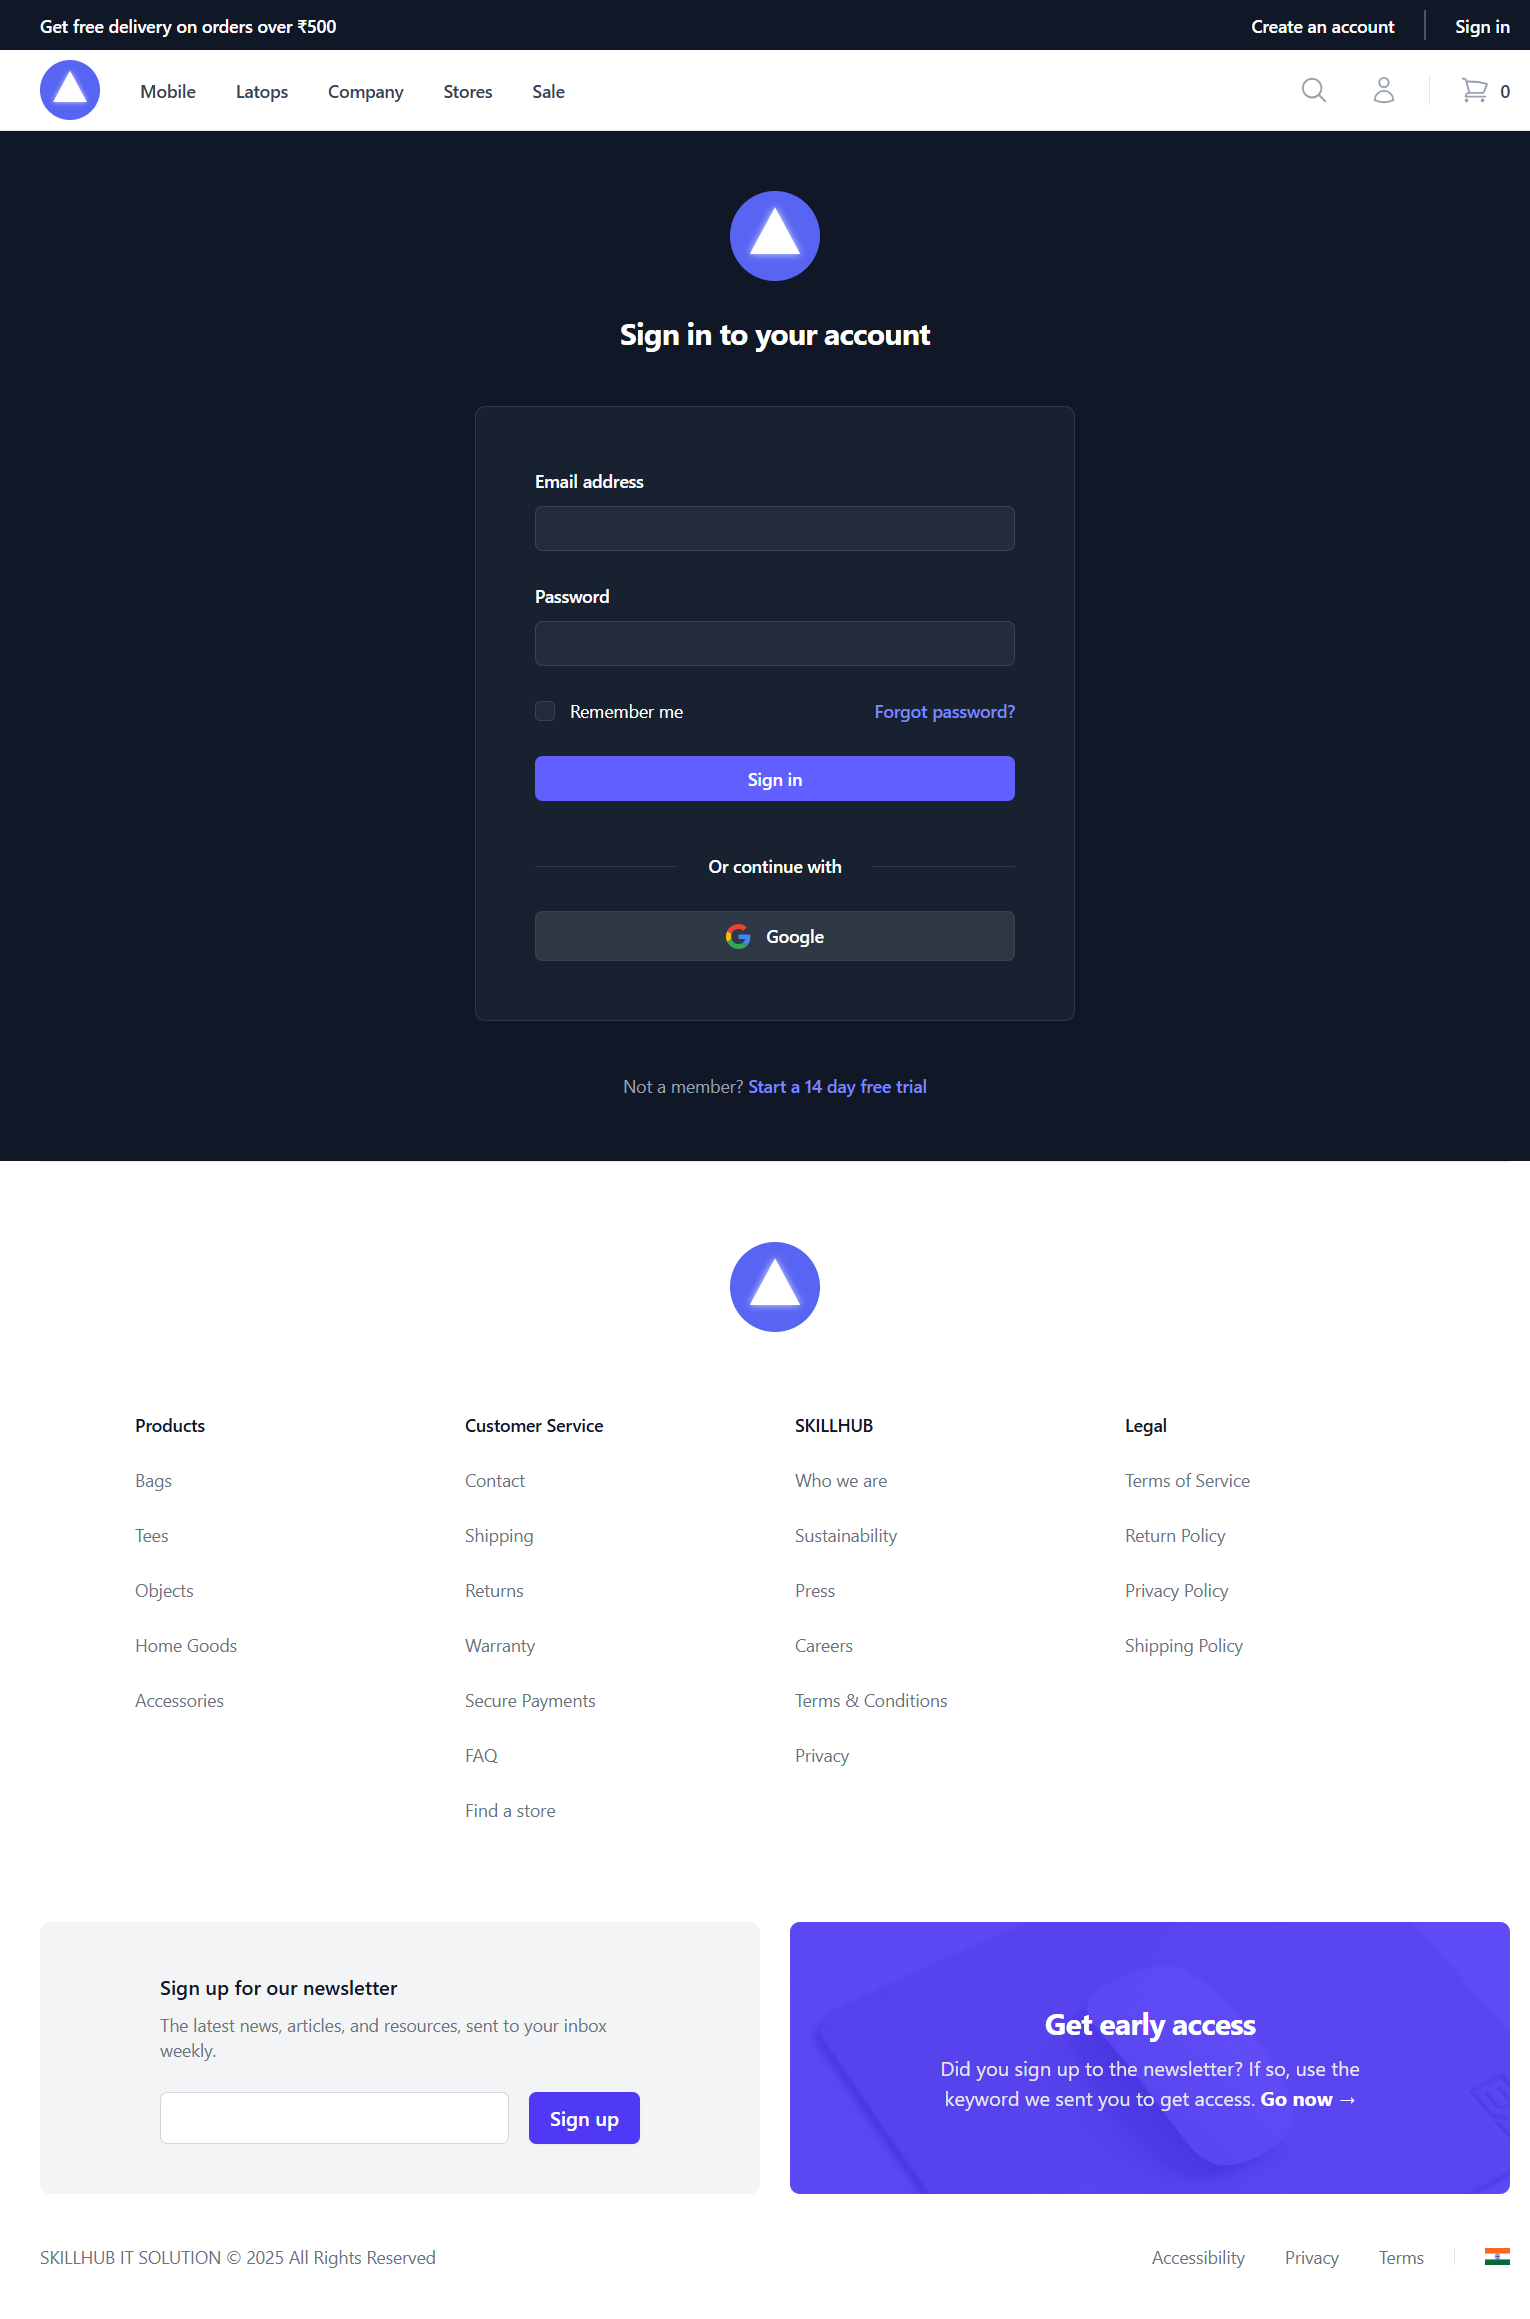 Get free delivery on orders over ₹500
Create an account
Sign in
Mobile
Latops
Company
Stores
Sale
0
Sign in to your account
Email address
Password
Remember me
Forgot password?
Sign in
Or continue with
Google
Not a member? Start a 14 day free trial
Products
Bags
Tees
Objects
Home Goods
Accessories
Customer Service
Contact
Shipping
Returns
Warranty
Secure Payments
FAQ
Find a store
SKILLHUB
Who we are
Sustainability
Press
Careers
Terms & Conditions
Privacy
Legal
Terms of Service
Return Policy
Privacy Policy
Shipping Policy
Sign up for our newsletter
The latest news, articles, and resources, sent to your inbox
weekly.
Sign up
Get early access
Did you sign up to the newsletter? If so, use the
keyword we sent you to get access. Go now →
SKILLHUB IT SOLUTION © 2025 All Rights Reserved
Accessibility
Privacy
Terms